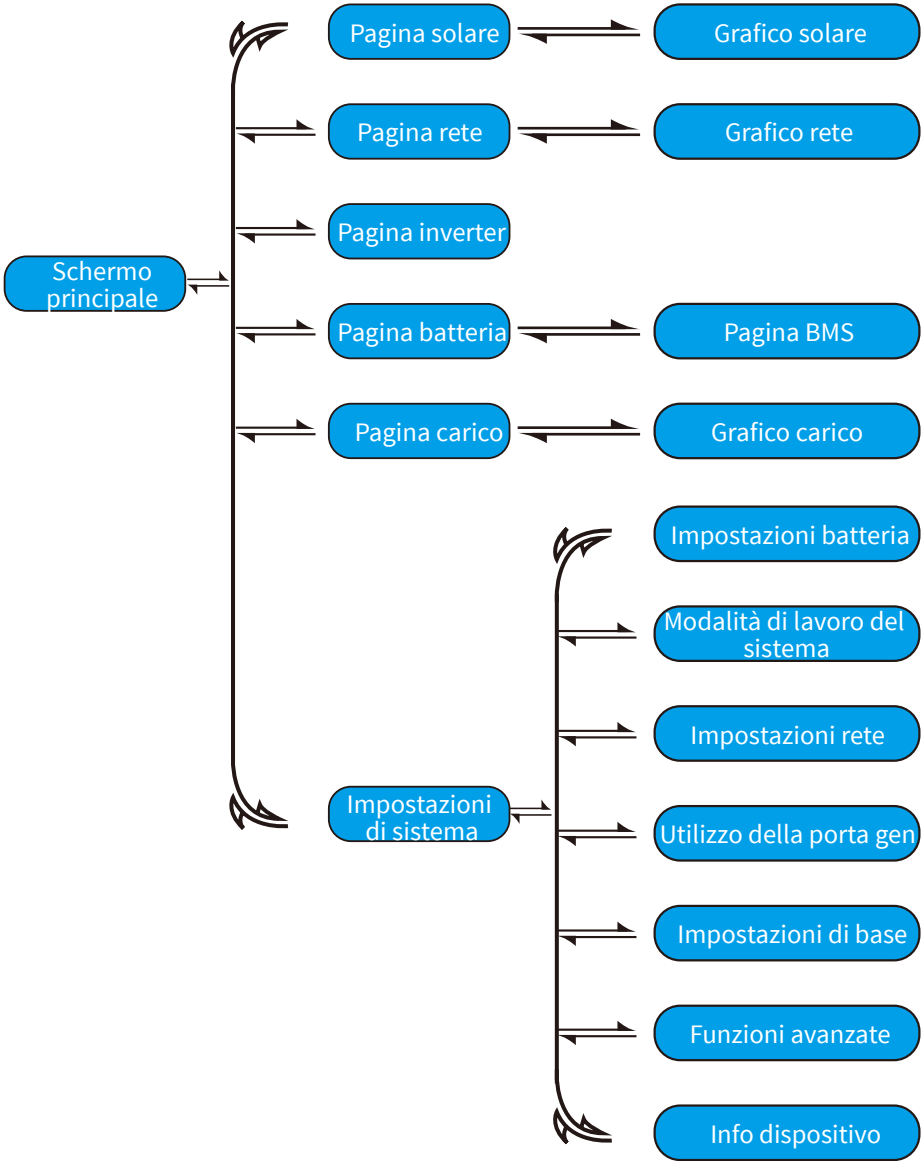 Pagina solare
Grafico solare
Pagina rete
Grafico rete
Pagina inverter
Schermo
principale
Pagina batteria
Pagina BMS
Pagina carico
Grafico carico
Impostazioni batteria
Modalità di lavoro del
sistema
Impostazioni rete
Impostazioni
di sistema
Utilizzo della porta gen
Impostazioni di base
Funzioni avanzate
Info dispositivo